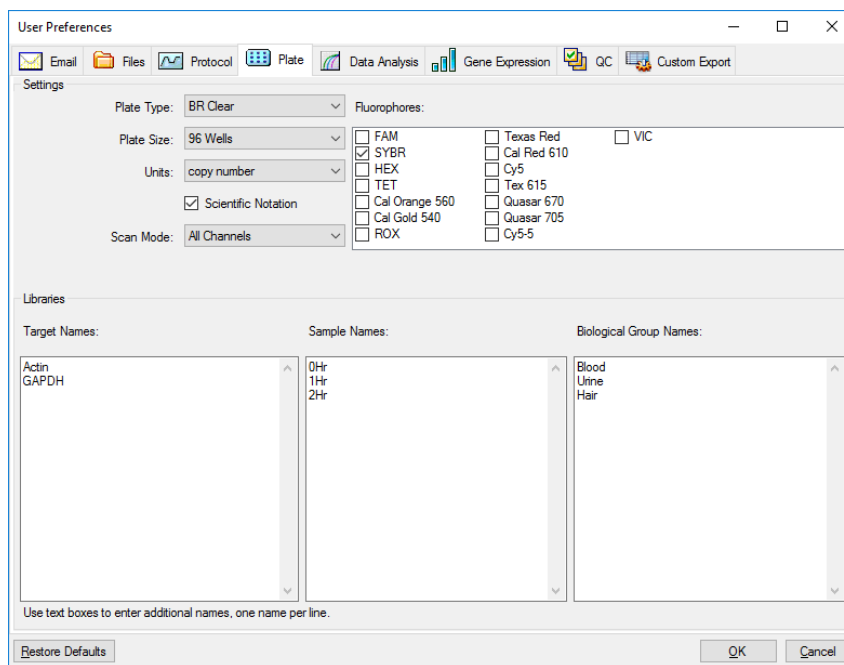 User Preferences
Email Files Protocol Plate Data Analysis Gene Expression QC Custom Export
Settings
Plate Type: BR Clear
Plate Size: 96 Wells
Units: copy number
Scientific Notation
Scan Mode: All Channels
Fluorophores:
FAM Texas Red VIC
SYBR Cal Red 610
HEX Cy5
TET Tex 615
Cal Orange 560 Quasar 670
Cal Gold 540 Quasar 705
ROX Cy5-5
Libraries
Target Names: Sample Names: Biological Group Names:
Actin 0Hr Blood
GAPDH 1Hr Urine
2Hr Hair
Use text boxes to enter additional names, one name per line.
Restore Defaults OK Cancel